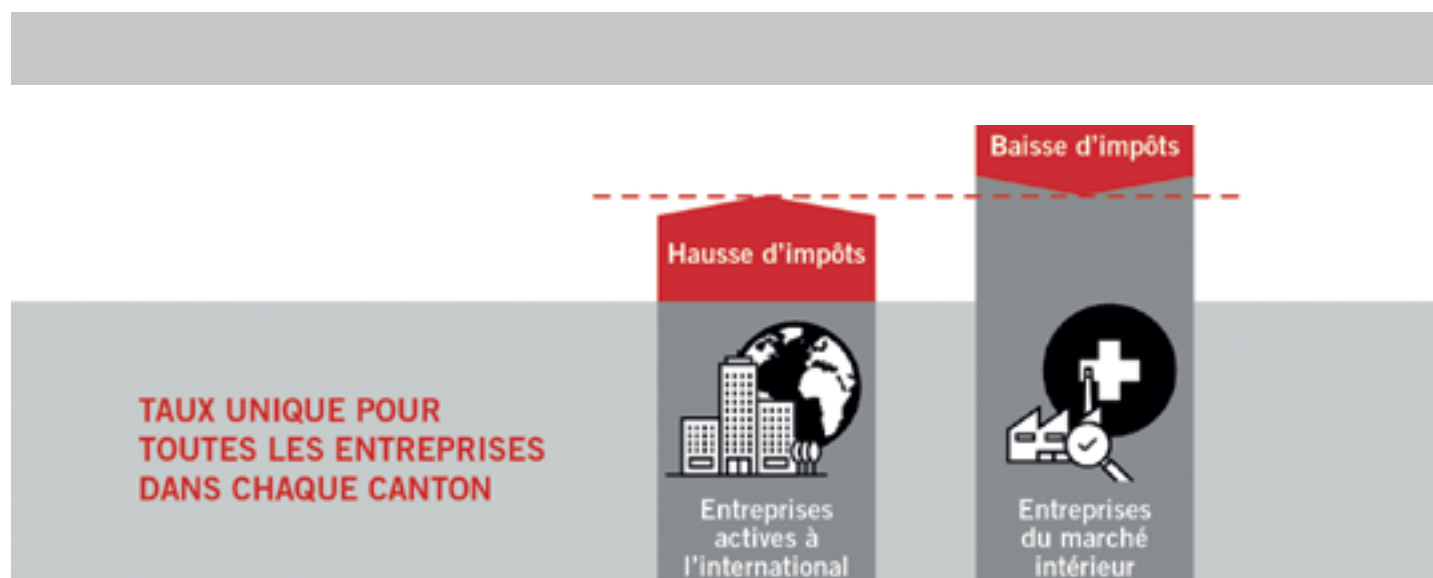 Baisse d'impôts
Hausse d'impôts
TAUX UNIQUE POUR
TOUTES LES ENTREPRISES
DANS CHAQUE CANTON
Entreprises
actives à
l'international
Entreprises
du marché
intérieur